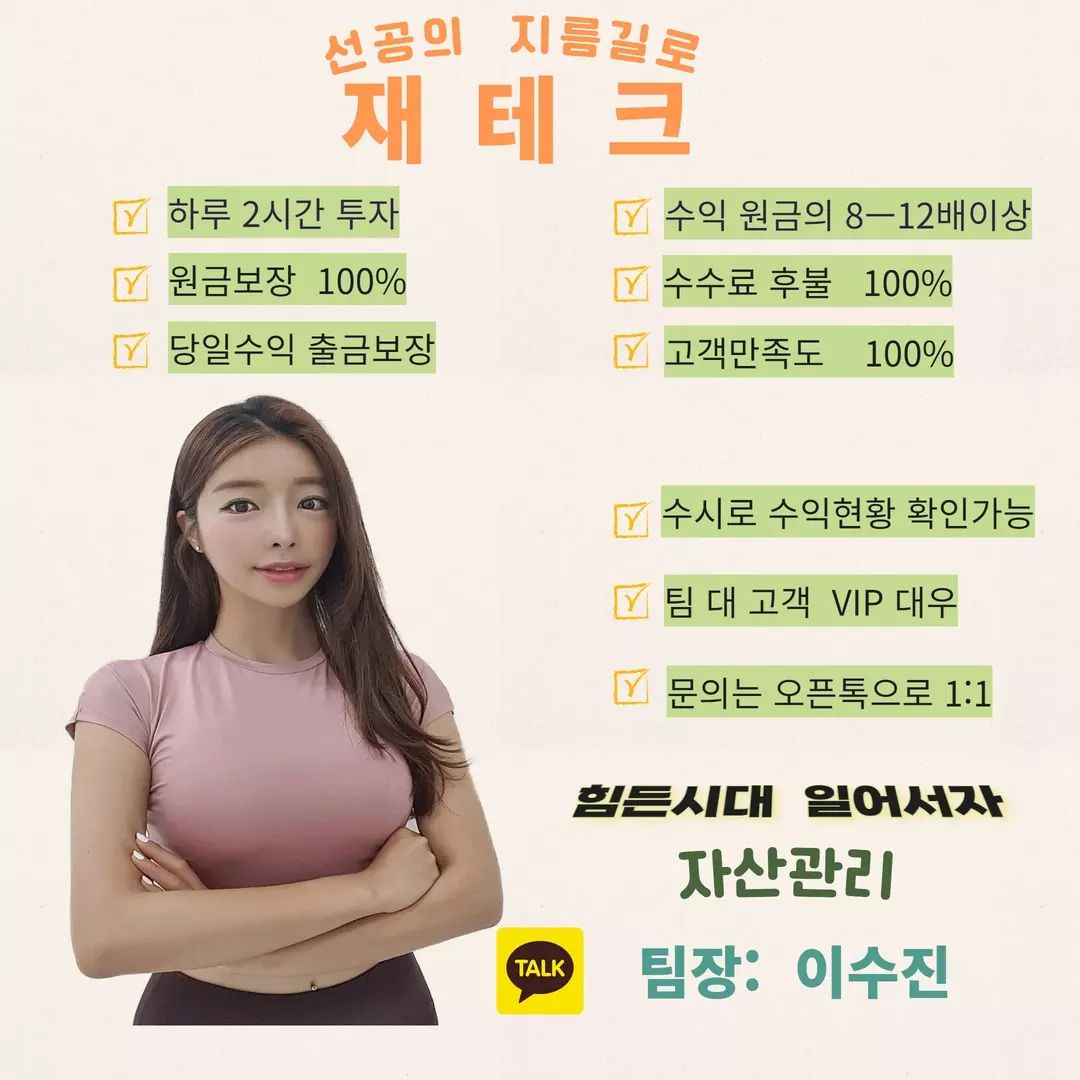 선공의 지름길로
재테크
하루 2시간 투자
원금보장 100%
당일수익 출금보장
수익 원금의 8—12배이상
수수료 후불 100%
고객만족도 100%
수시로 수익현황 확인가능
팀 대 고객 VIP 대우
문의는 오픈톡으로 1:1
힘든시대 일어서자
자산관리
TALK
팀장: 이수진